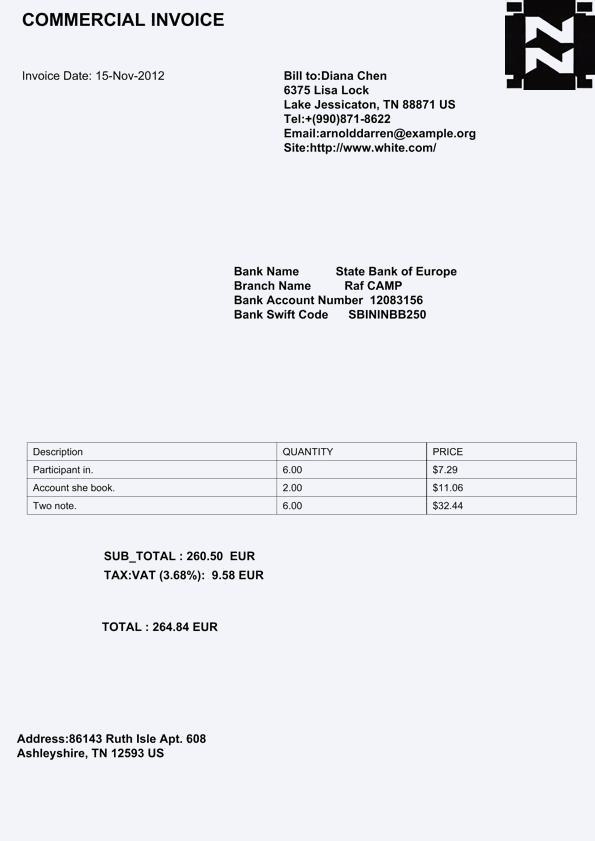 COMMERCIAL INVOICE
Invoice Date: 15-Nov-2012
Bill to:Diana Chen
6375 Lisa Lock
Lake Jessicaton, TN 88871 US
Tel:+(990)871-8622
Email:arnolddarren@example.org
Site:http://www.white.com/
Bank Name State Bank of Europe
Branch Name Raf CAMP
Bank Account Number 12083156
Bank Swift Code SBININBB250
Description QUANTITY PRICE
Participant in. 6.00 $7.29
Account she book. 2.00 $11.06
Two note. 6.00 $32.44
SUB_TOTAL : 260.50 EUR
TAX:VAT (3.68%): 9.58 EUR
TOTAL : 264.84 EUR
Address:86143 Ruth Isle Apt. 608
Ashleyshire, TN 12593 US